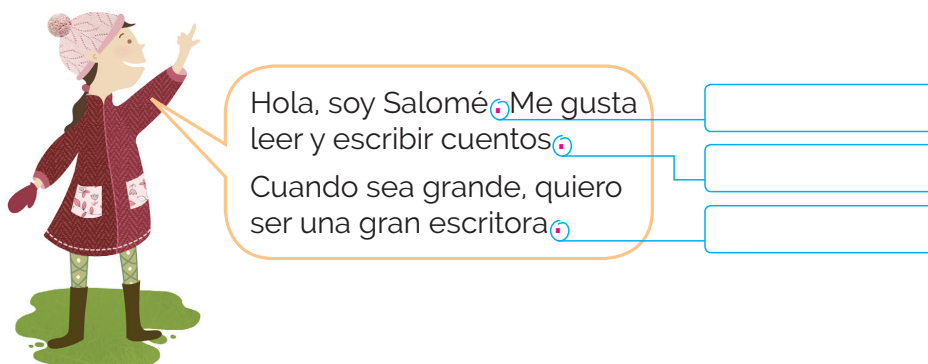 Hola, soy Salomé. Me gusta
leer y escribir cuentos.
Cuando sea grande, quiero
ser una gran escritora.